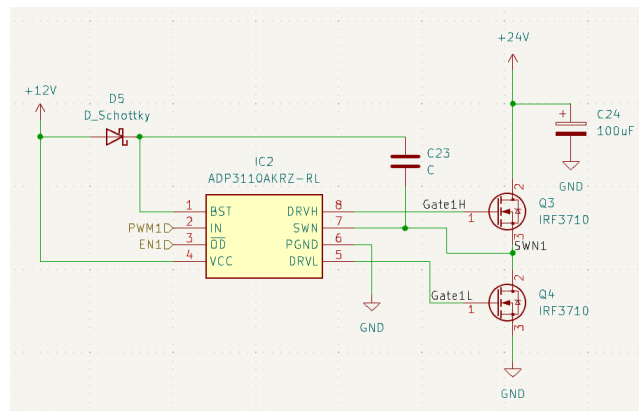 +24V
+12V
D5
D_Schottky
+
C24
100uF
GND
IC2
ADP3110AKRZ-RL
C23
C
2
1 BST DRVH 8
Gate1H
1
Q3
IRF3710
PWM1 2 IN SWN 7
EN1 3 OD PGND 6
4 VCC DRVL 5
3
SWN1
2
Gate1L
1
Q4
IRF3710
3
GND
GND